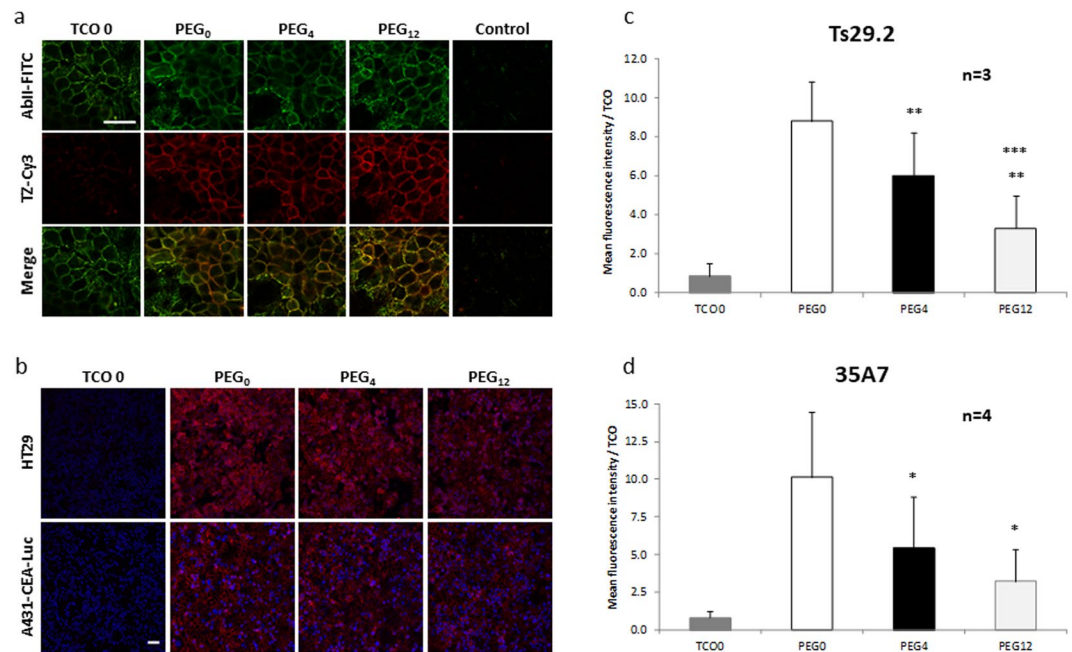 a
TCO 0 PEG₀ PEG₄ PEG₁₂ Control
AbII-FITC
TZ-Cy3
Merge
b
TCO 0 PEG₀ PEG₄ PEG₁₂
HT29
A431-CEA-Luc
c
Ts29.2
n=3
Mean fluorescence intensity / TCO
12.0
10.0
8.0
6.0
4.0
2.0
0.0
**
***
**
TCO0 PEG0 PEG4 PEG12
d
35A7
n=4
Mean fluorescence intensity / TCO
15.0
12.5
10.0
7.5
5.0
2.5
0.0
*
*
TCO0 PEG0 PEG4 PEG12